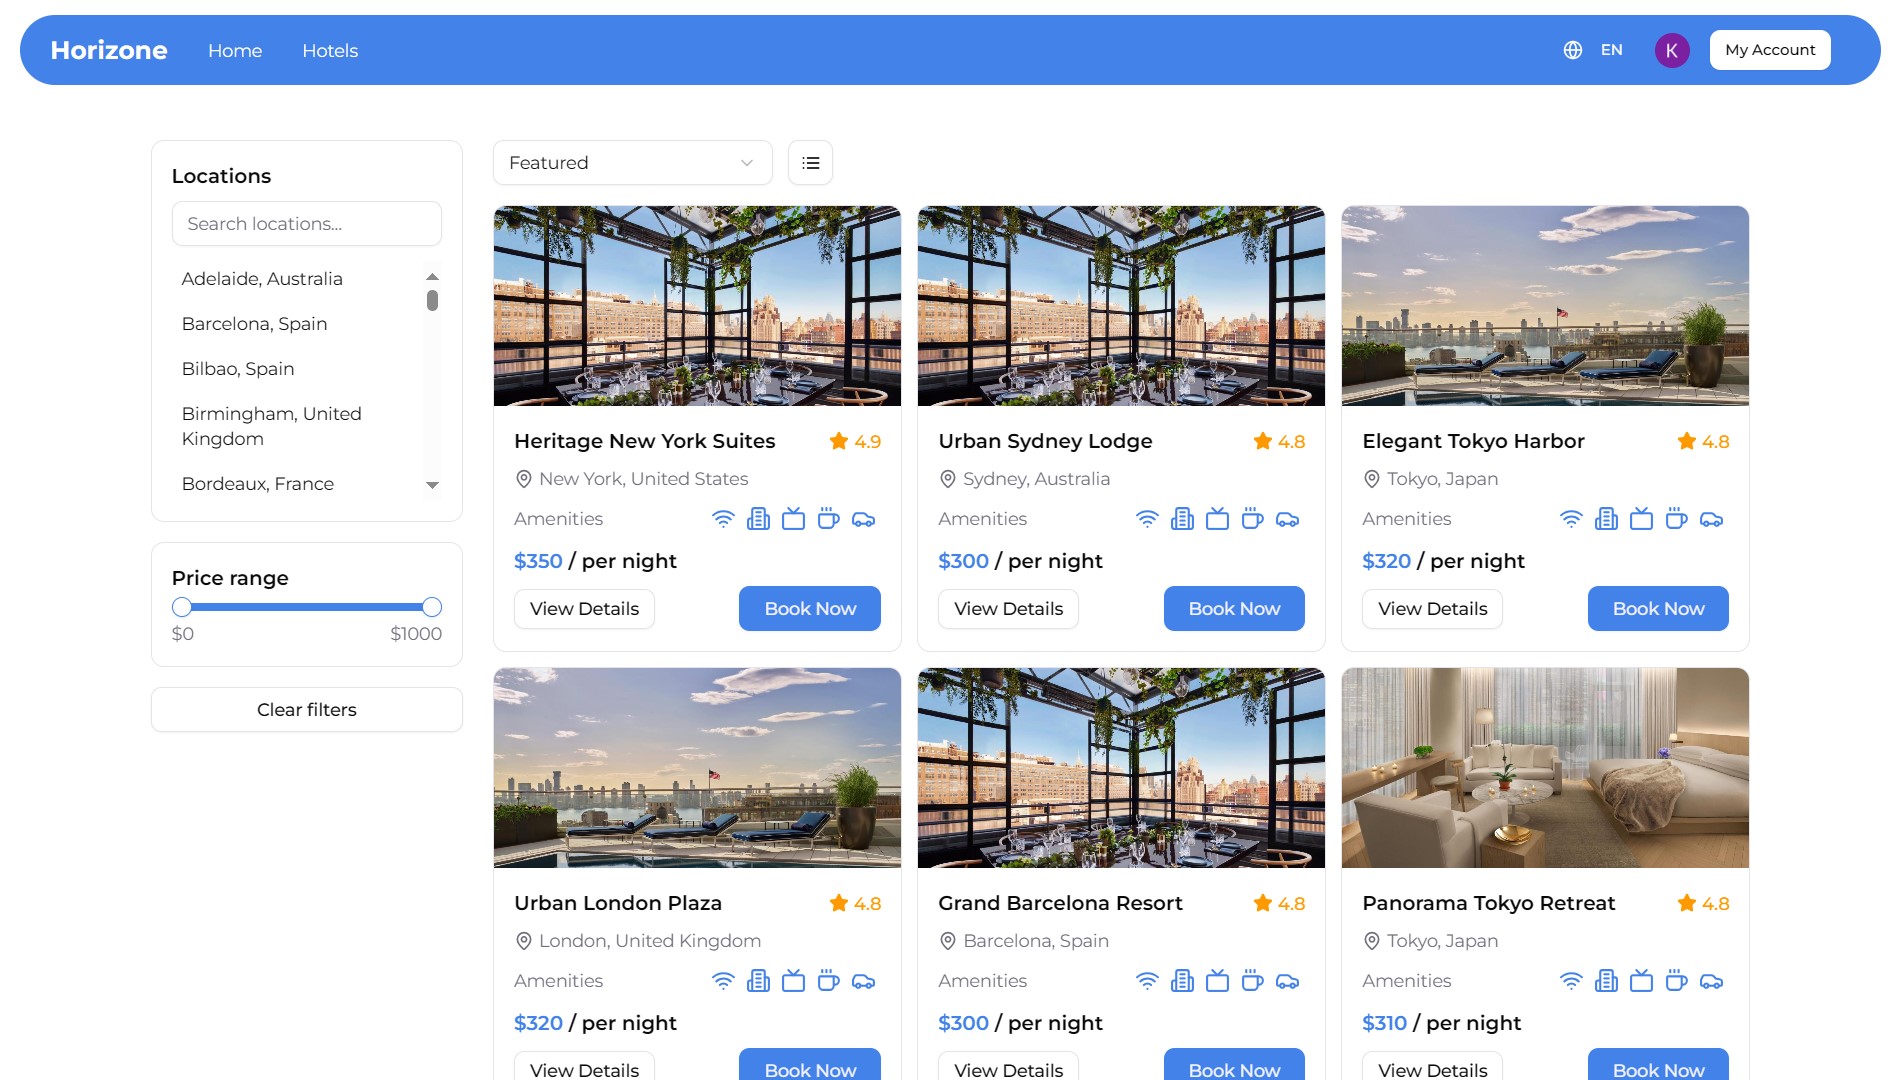 Horizone
Home
Hotels
EN
K
My Account
Locations
Search locations...
Adelaide, Australia
Barcelona, Spain
Bilbao, Spain
Birmingham, United
Kingdom
Bordeaux, France
Price range
$0
$1000
Clear filters
Featured
Heritage New York Suites
4.9
New York, United States
Amenities
$350 / per night
View Details
Book Now
Urban Sydney Lodge
4.8
Sydney, Australia
Amenities
$300 / per night
View Details
Book Now
Elegant Tokyo Harbor
4.8
Tokyo, Japan
Amenities
$320 / per night
View Details
Book Now
Urban London Plaza
4.8
London, United Kingdom
Amenities
$320 / per night
View Details
Book Now
Grand Barcelona Resort
4.8
Barcelona, Spain
Amenities
$300 / per night
View Details
Book Now
Panorama Tokyo Retreat
4.8
Tokyo, Japan
Amenities
$310 / per night
View Details
Book Now